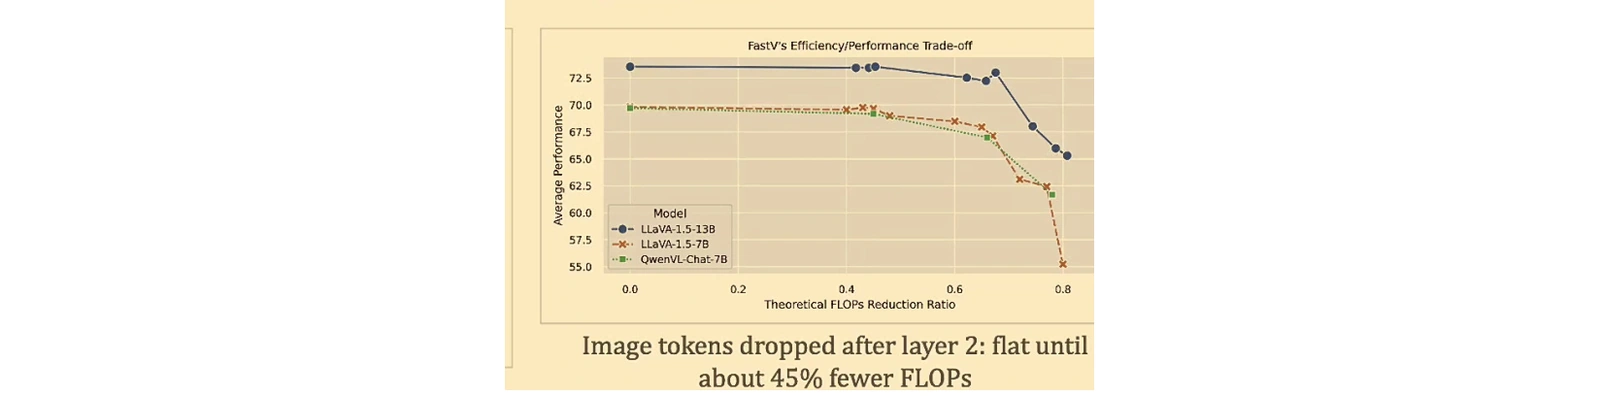 FastV's Efficiency/Performance Trade-off
Average Performance
72.5
70.0
67.5
65.0
62.5
60.0
57.5
55.0
Model
LLaVA-1.5-13B
LLaVA-1.5-7B
QwenVL-Chat-7B
0.0 0.2 0.4 0.6 0.8
Theoretical FLOPs Reduction Ratio
Image tokens dropped after layer 2: flat until
about 45% fewer FLOPs